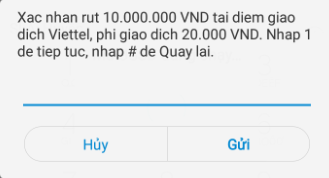 Xac nhan rut 10.000.000 VND tai diem giao
dich Viettel, phi giao dich 20.000 VND. Nhap 1
de tiep tuc, nhap # de Quay lai.
Hủy
Gửi